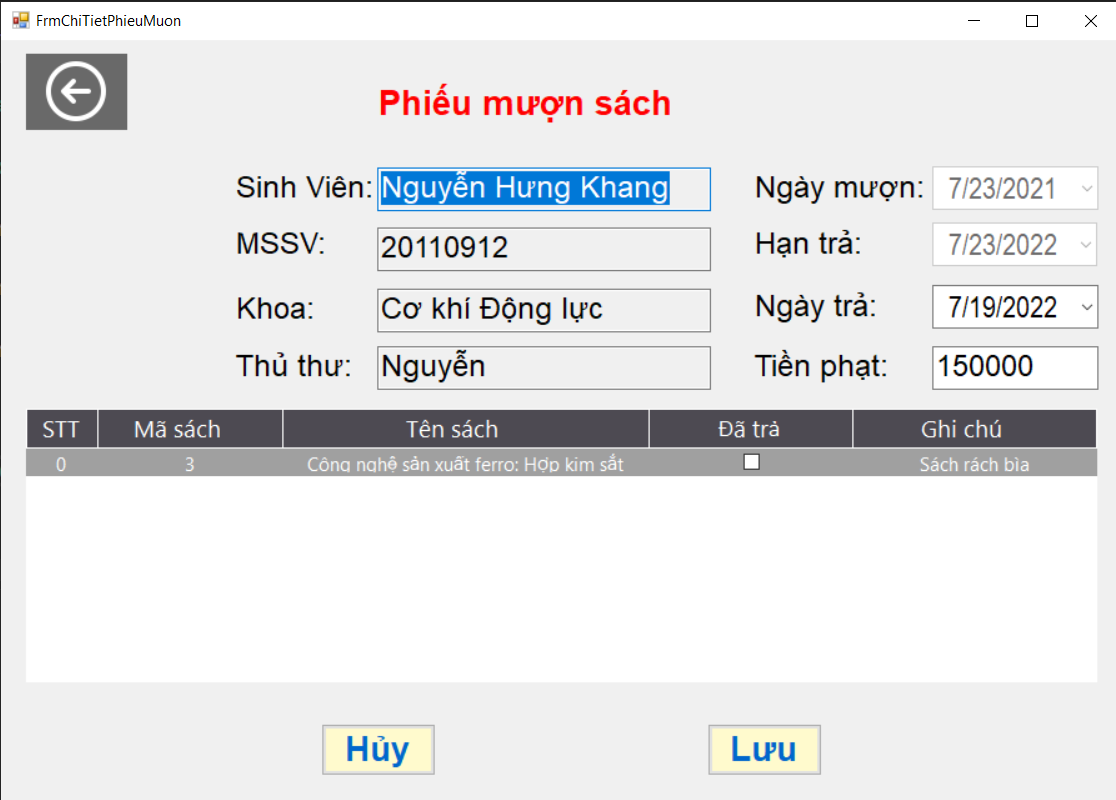 FrmChiTietPhieuMuon
Phiếu mượn sách
Sinh Viên: Nguyễn Hưng Khang Ngày mượn: 7/23/2021
MSSV: 20110912 Hạn trả: 7/23/2022
Khoa: Cơ khí Động lực Ngày trả: 7/19/2022
Thủ thư: Nguyễn Tiền phạt: 150000
STT Mã sách Tên sách Đã trả Ghi chú
0 3 Công nghệ sản xuất ferro: Hợp kim sắt Sách rách bìa
Hủy Lưu